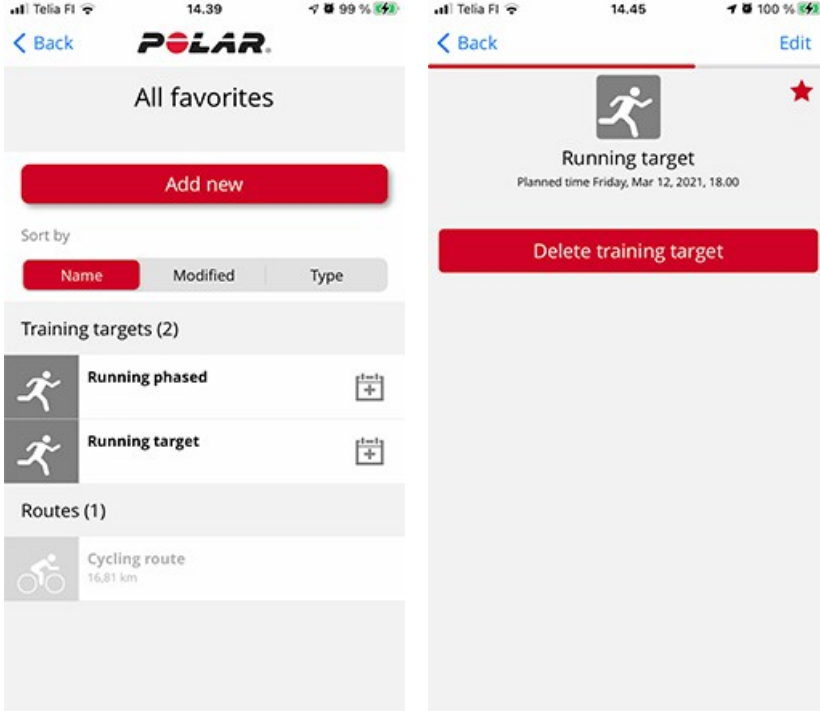 Telia FI 14.39 99 %
Back POLAR.
All favorites
Add new
Sort by
Name Modified Type
Training targets (2)
Running phased
Running target
Routes (1)
Cycling route
16,81 km
Telia FI 14.45 100 %
Back Edit
Running target
Planned time Friday, Mar 12, 2021, 18.00
Delete training target